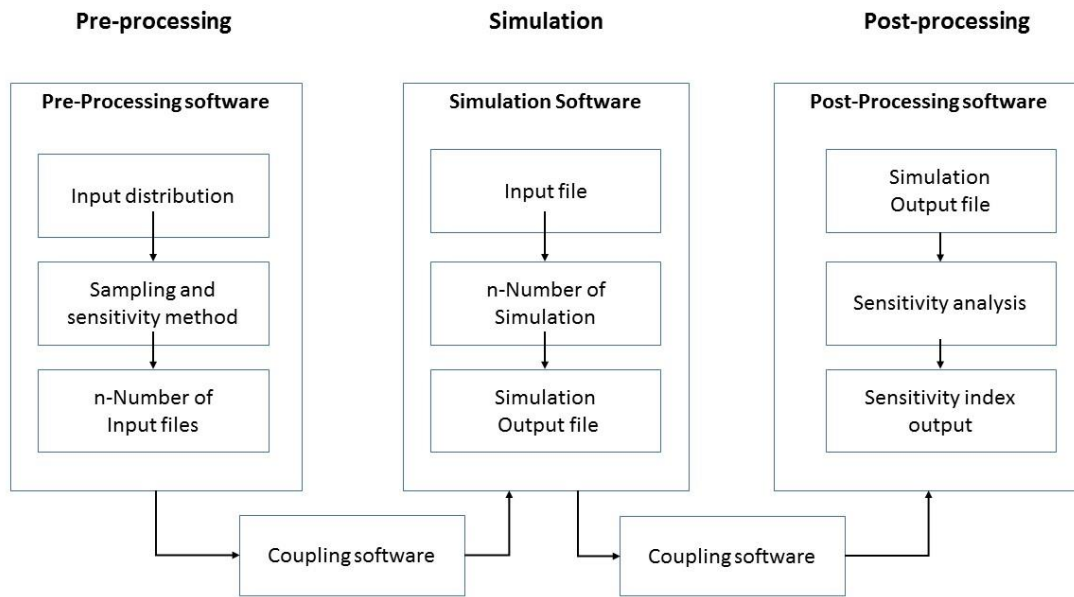 Pre-processing
Simulation
Post-processing
Pre-Processing software
Input distribution
Sampling and
sensitivity method
n-Number of
Input files
Simulation Software
Input file
n-Number of
Simulation
Simulation
Output file
Post-Processing software
Simulation
Output file
Sensitivity analysis
Sensitivity index
output
Coupling software
Coupling software